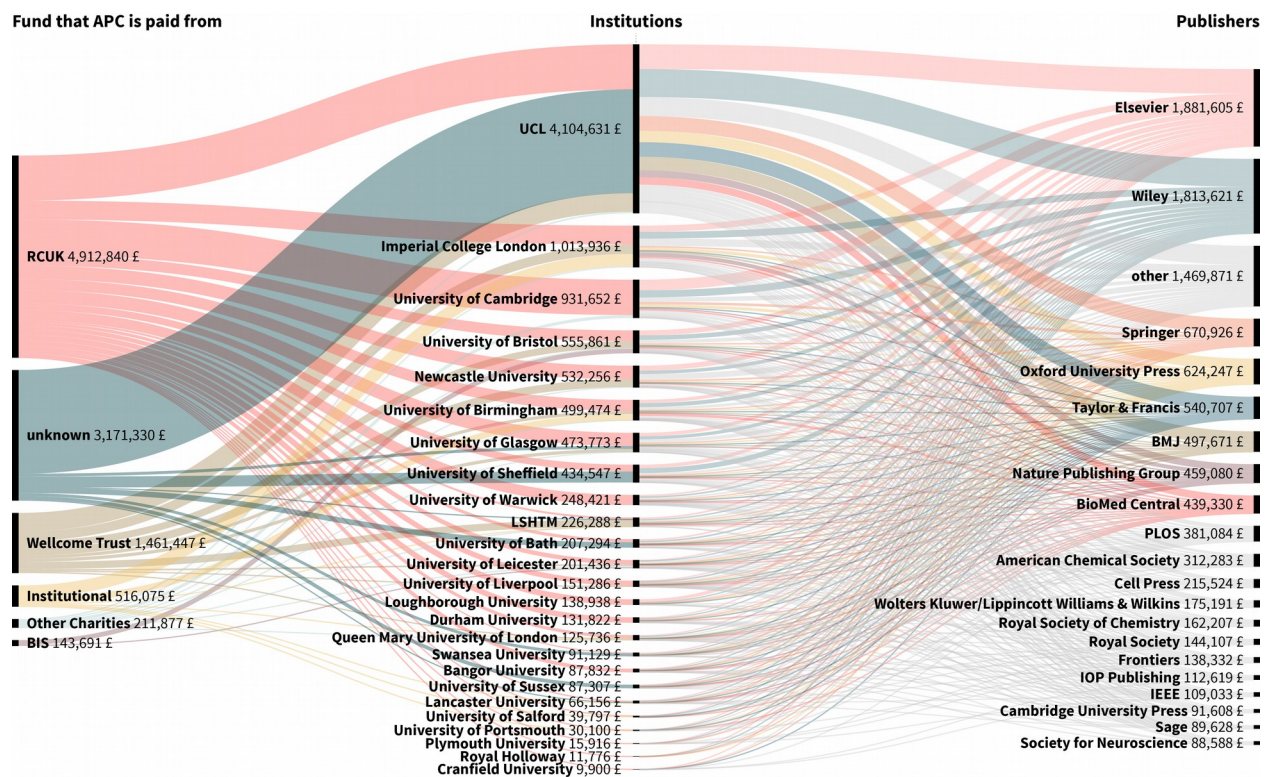 Fund that APC is paid from
Institutions
Publishers
RCUK 4,912,840 £
unknown 3,171,330 £
Wellcome Trust 1,461,447 £
Institutional 516,075 £
Other Charities 211,877 £
BIS 143,691 £
UCL 4,104,631 £
Imperial College London 1,013,936 £
University of Cambridge 931,652 £
University of Bristol 555,861 £
Newcastle University 532,256 £
University of Birmingham 499,474 £
University of Glasgow 473,773 £
University of Sheffield 434,547 £
University of Warwick 248,421 £
LSHTM 226,288 £
University of Bath 207,294 £
University of Leicester 201,436 £
University of Liverpool 151,286 £
Loughborough University 138,938 £
Durham University 131,822 £
Queen Mary University of London 125,736 £
Swansea University 91,129 £
Bangor University 87,832 £
University of Sussex 87,307 £
Lancaster University 66,156 £
University of Salford 39,797 £
University of Portsmouth 30,100 £
Plymouth University 15,916 £
Royal Holloway 11,776 £
Cranfield University 9,900 £
Elsevier 1,881,605 £
Wiley 1,813,621 £
other 1,469,871 £
Springer 670,926 £
Oxford University Press 624,247 £
Taylor & Francis 540,707 £
BMJ 497,671 £
Nature Publishing Group 459,080 £
BioMed Central 439,330 £
PLOS 381,084 £
American Chemical Society 312,283 £
Cell Press 215,524 £
Wolters Kluwer/Lippincott Williams & Wilkins 175,191 £
Royal Society of Chemistry 162,207 £
Royal Society 144,107 £
Frontiers 138,332 £
IOP Publishing 112,619 £
IEEE 109,033 £
Cambridge University Press 91,608 £
Sage 89,628 £
Society for Neuroscience 88,588 £